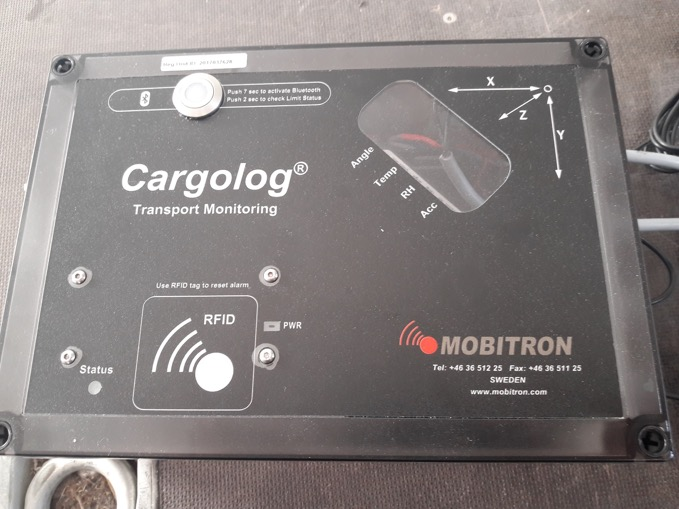 Push 7 sec to activate Bluetooth
Push 2 sec to check Limit Status
X
Z
Y
Angle
Temp
RH
Acc
Cargolog®
Transport Monitoring
Use RFID tag to reset alarm
RFID
PWR
Status
MOBITRON
Tel: +46 36 512 25 Fax: +46 36 511 25
SWEDEN
www.mobitron.com